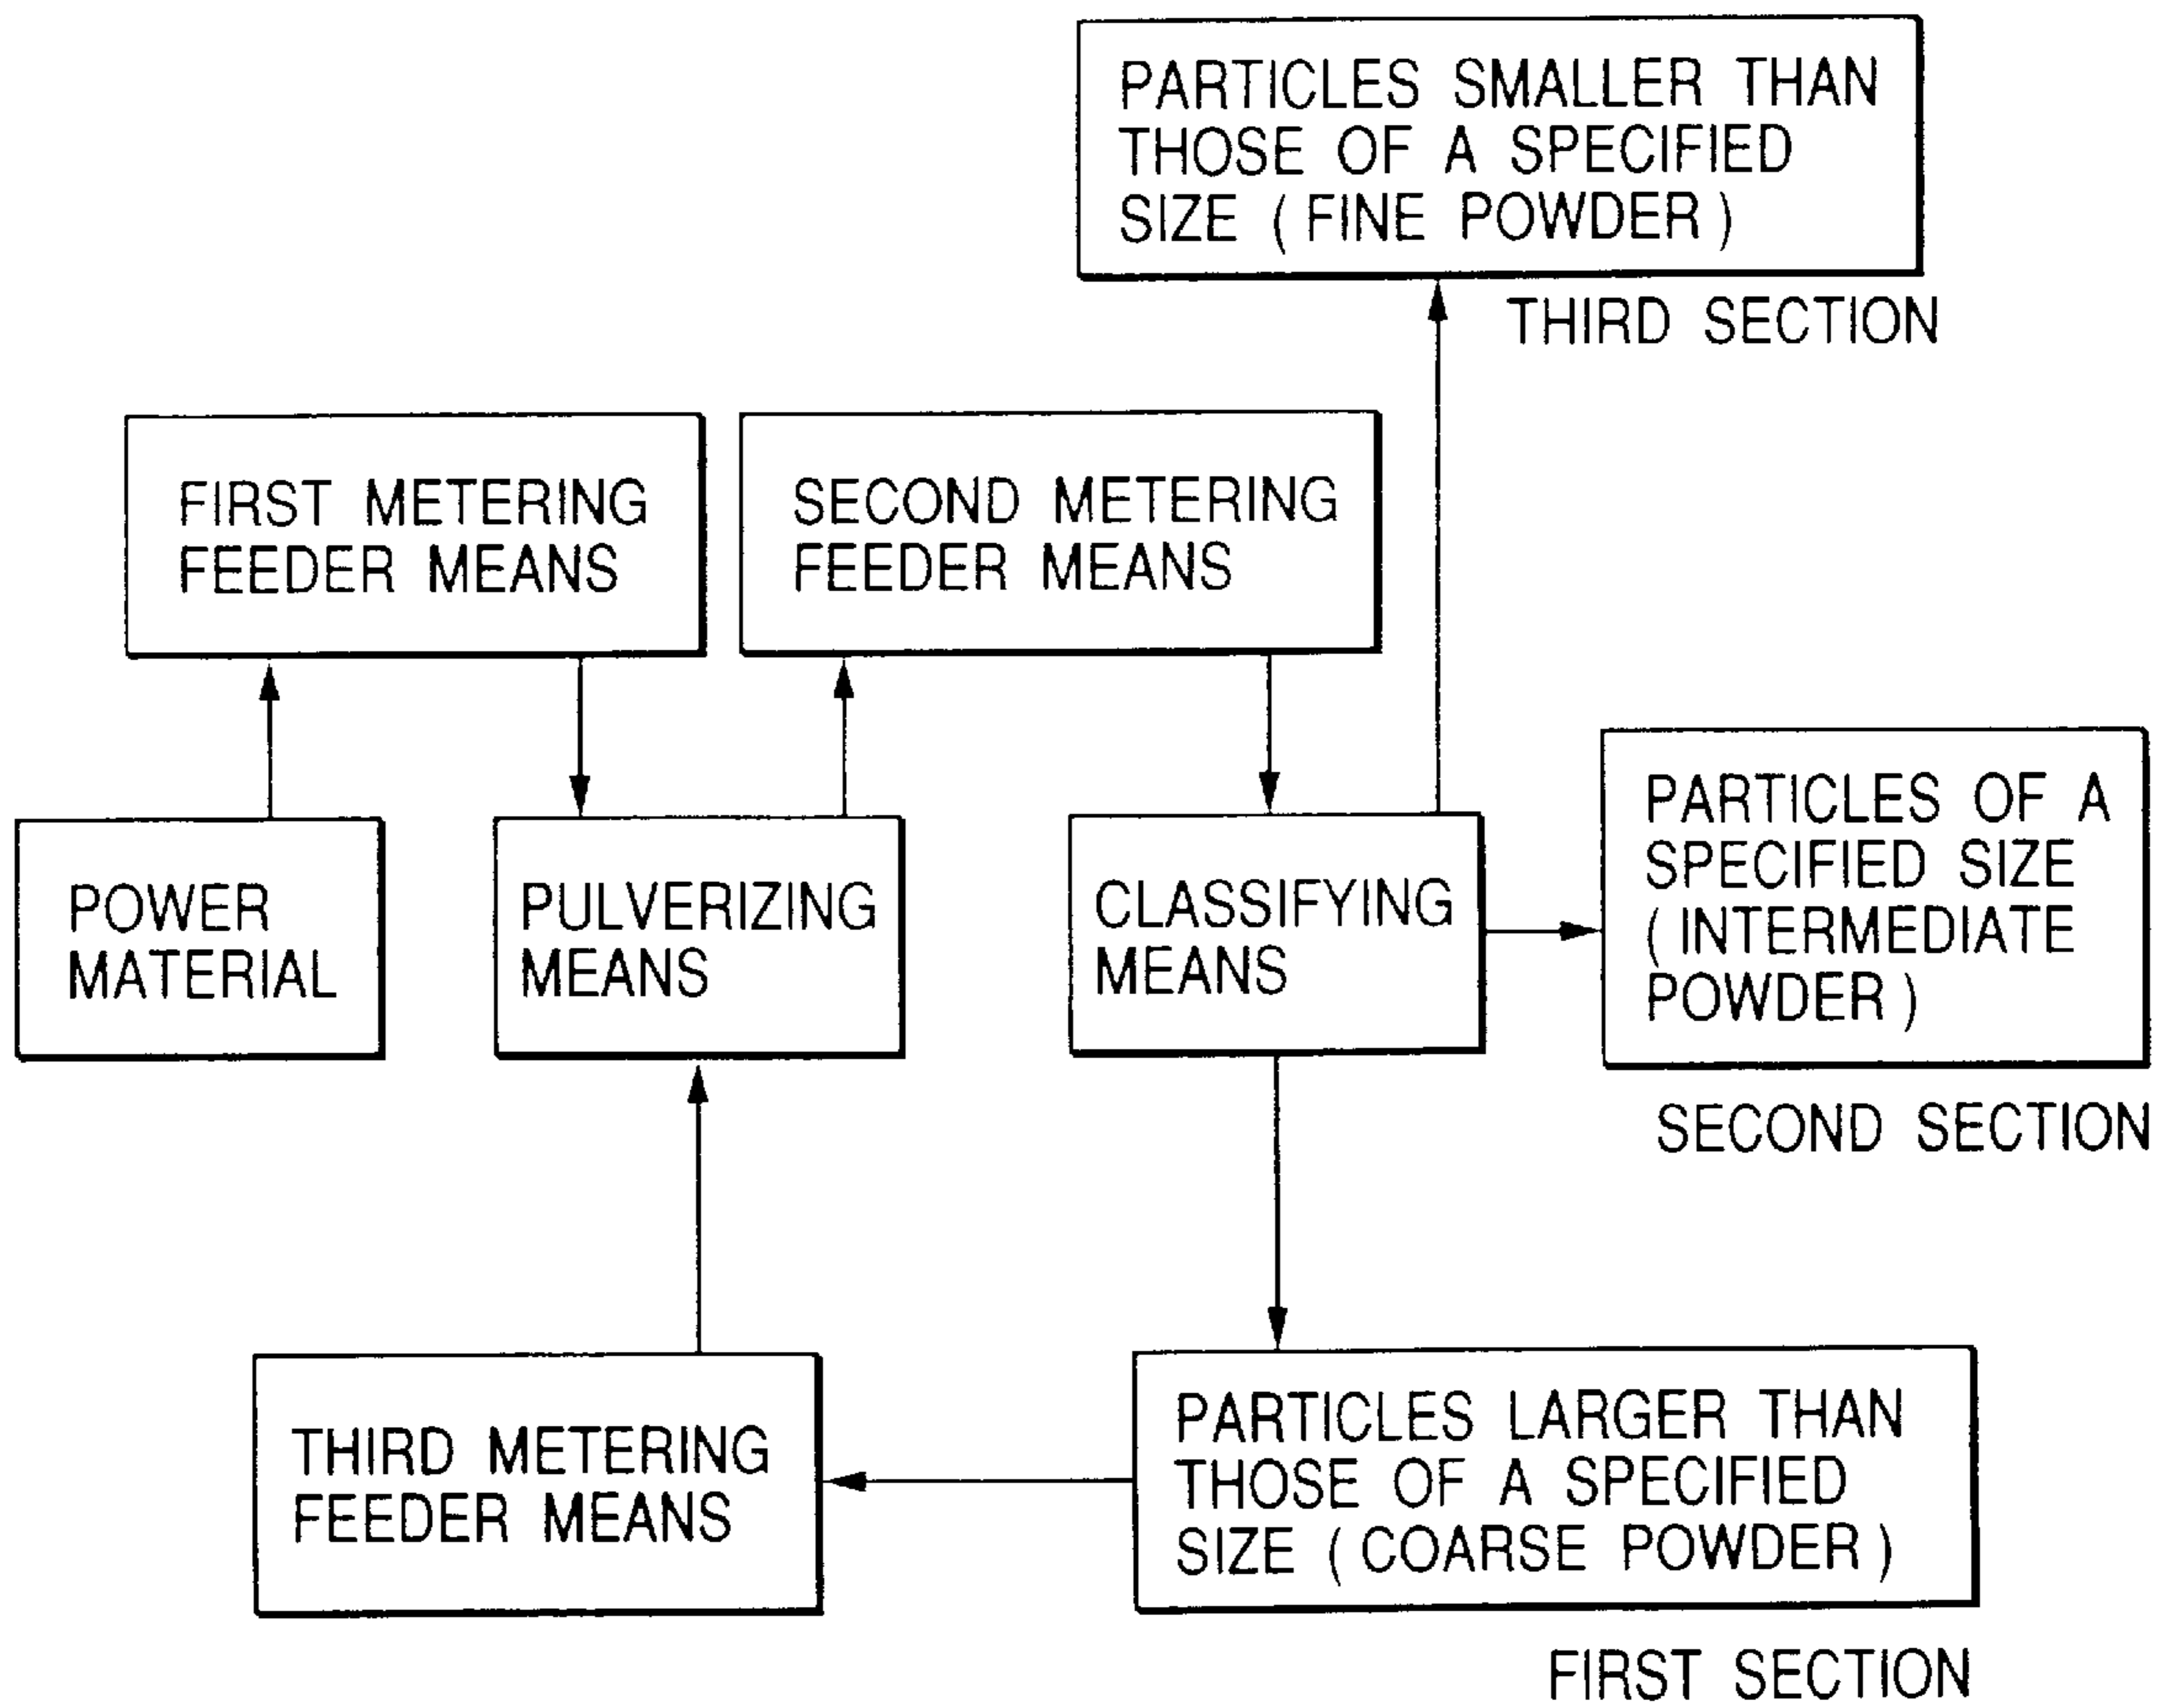 PARTICLES SMALLER THAN
THOSE OF A SPECIFIED
SIZE ( FINE POWDER )
THIRD SECTION
FIRST METERING
FEEDER MEANS
SECOND METERING
FEEDER MEANS
POWER
MATERIAL
PULVERIZING
MEANS
CLASSIFYING
MEANS
PARTICLES OF A
SPECIFIED SIZE
( INTERMEDIATE
POWDER )
SECOND SECTION
THIRD METERING
FEEDER MEANS
PARTICLES LARGER THAN
THOSE OF A SPECIFIED
SIZE ( COARSE POWDER )
FIRST SECTION